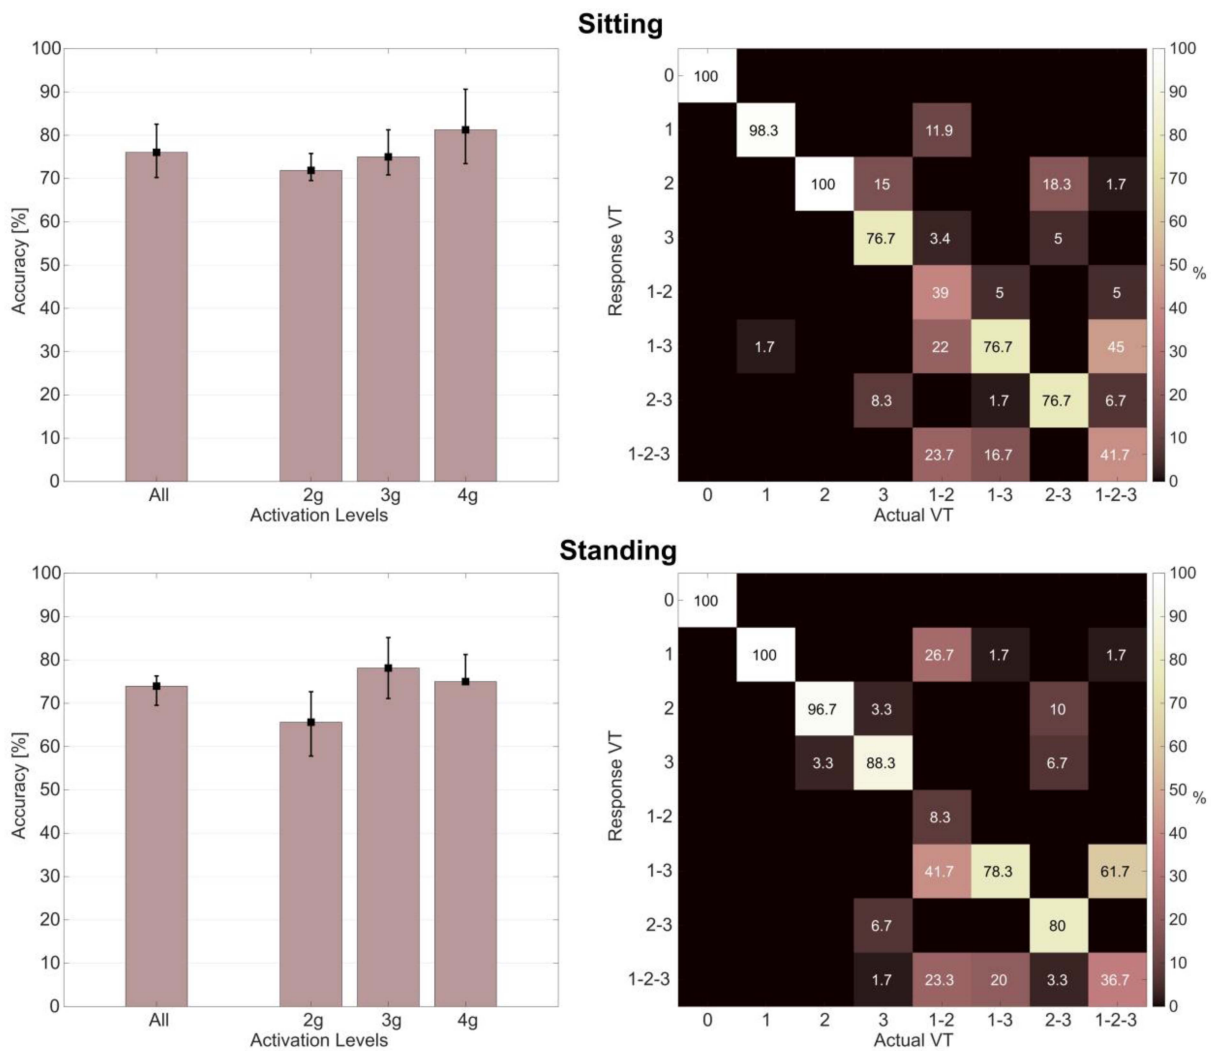 Sitting
100
90
80
70
60
50
40
30
20
10
0
Accuracy [%]
All 2g 3g 4g
Activation Levels
Response VT
0 100
1 98.3 11.9
2 100 15 18.3 1.7
3 76.7 3.4 5
1-2 39 5 5
1-3 1.7 22 76.7 45
2-3 8.3 1.7 76.7 6.7
1-2-3 23.7 16.7 41.7
0 1 2 3 1-2 1-3 2-3 1-2-3
Actual VT
100
90
80
70
60
50
40
30
20
10
0
%
Standing
100
90
80
70
60
50
40
30
20
10
0
Accuracy [%]
All 2g 3g 4g
Activation Levels
Response VT
0 100
1 100 26.7 1.7 1.7
2 96.7 3.3 10
3 3.3 88.3 6.7
1-2 8.3
1-3 41.7 78.3 61.7
2-3 6.7 80
1-2-3 1.7 23.3 20 3.3 36.7
0 1 2 3 1-2 1-3 2-3 1-2-3
Actual VT
100
90
80
70
60
50
40
30
20
10
0
%